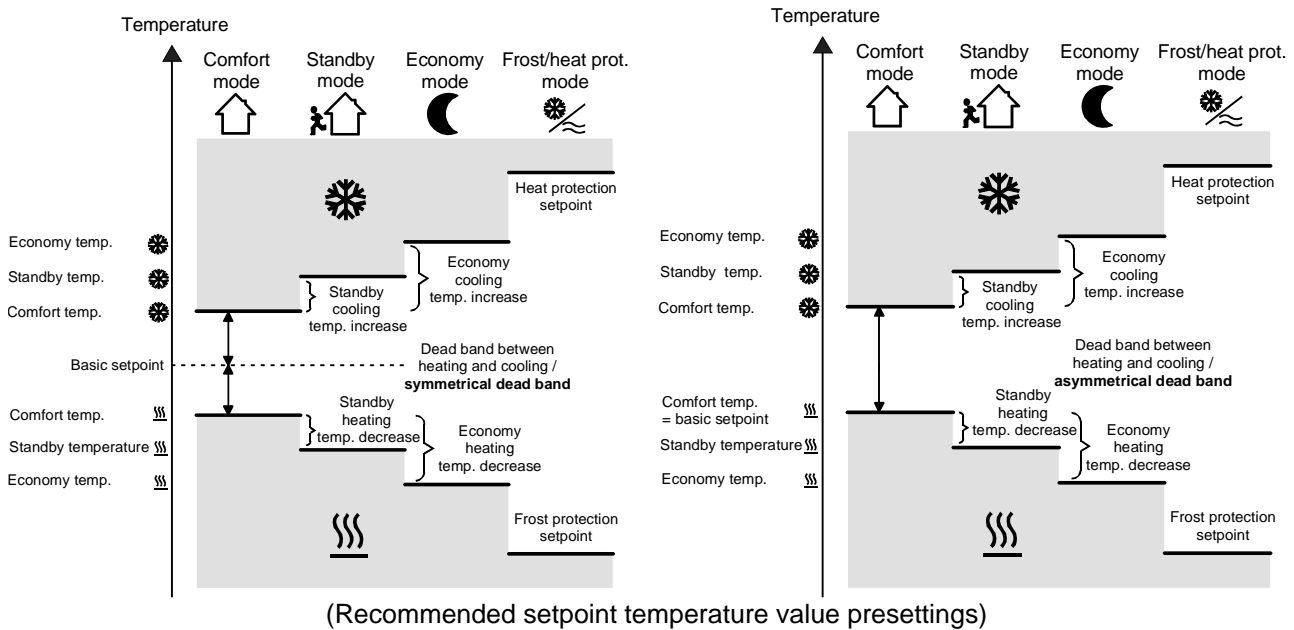 Temperature
Comfort
mode
Standby
mode
Economy
mode
Frost/heat prot.
mode
Heat protection
setpoint
Economy temp.
Standby temp.
Comfort temp.
Economy
cooling
temp. increase
Standby
cooling
temp. increase
Basic setpoint
Dead band between
heating and cooling /
symmetrical dead band
Comfort temp.
Standby temperature
Economy temp.
Standby
heating
temp. decrease
Economy
heating
temp. decrease
Frost protection
setpoint
Temperature
Comfort
mode
Standby
mode
Economy
mode
Frost/heat prot.
mode
Heat protection
setpoint
Economy temp.
Standby temp.
Comfort temp.
Economy
cooling
temp. increase
Standby
cooling
temp. increase
Dead band between
heating and cooling /
asymmetrical dead band
Comfort temp.
= basic setpoint
Standby temperature
Economy temp.
Standby
heating
temp. decrease
Economy
heating
temp. decrease
Frost protection
setpoint
(Recommended setpoint temperature value presettings)